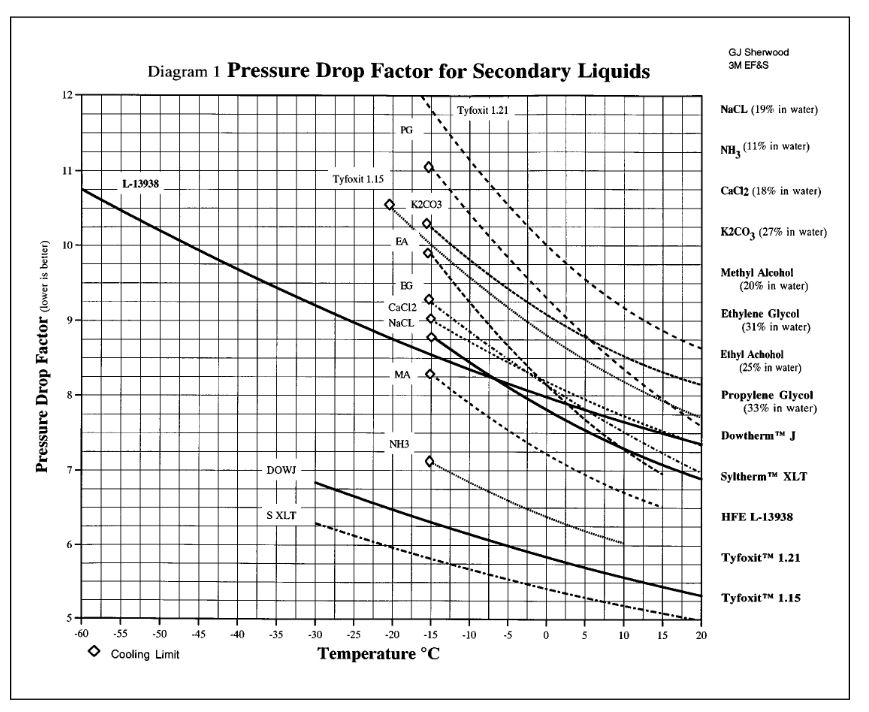 GJ Sherwood
3M EF&S
Diagram 1 Pressure Drop Factor for Secondary Liquids
12
11
10
9
8
7
6
5
Pressure Drop Factor (lower is better)
Tyfoxit 1.21
PG
Tyfoxit 1.15
L-13938
K2CO3
EA
EG
CaCl2
NaCL
MA
NH3
DOWJ
S XLT
-60 -55 -50 -45 -40 -35 -30 -25 -20 -15 -10 -5 0 5 10 15 20
Cooling Limit
Temperature °C
NaCL (19% in water)
NH3 (11% in water)
CaCl2 (18% in water)
K2CO3 (27% in water)
Methyl Alcohol
(20% in water)
Ethylene Glycol
(31% in water)
Ethyl Achohol
(25% in water)
Propylene Glycol
(33% in water)
Dowtherm™ J
Syltherm™ XLT
HFE L-13938
Tyfoxit™ 1.21
Tyfoxit™ 1.15